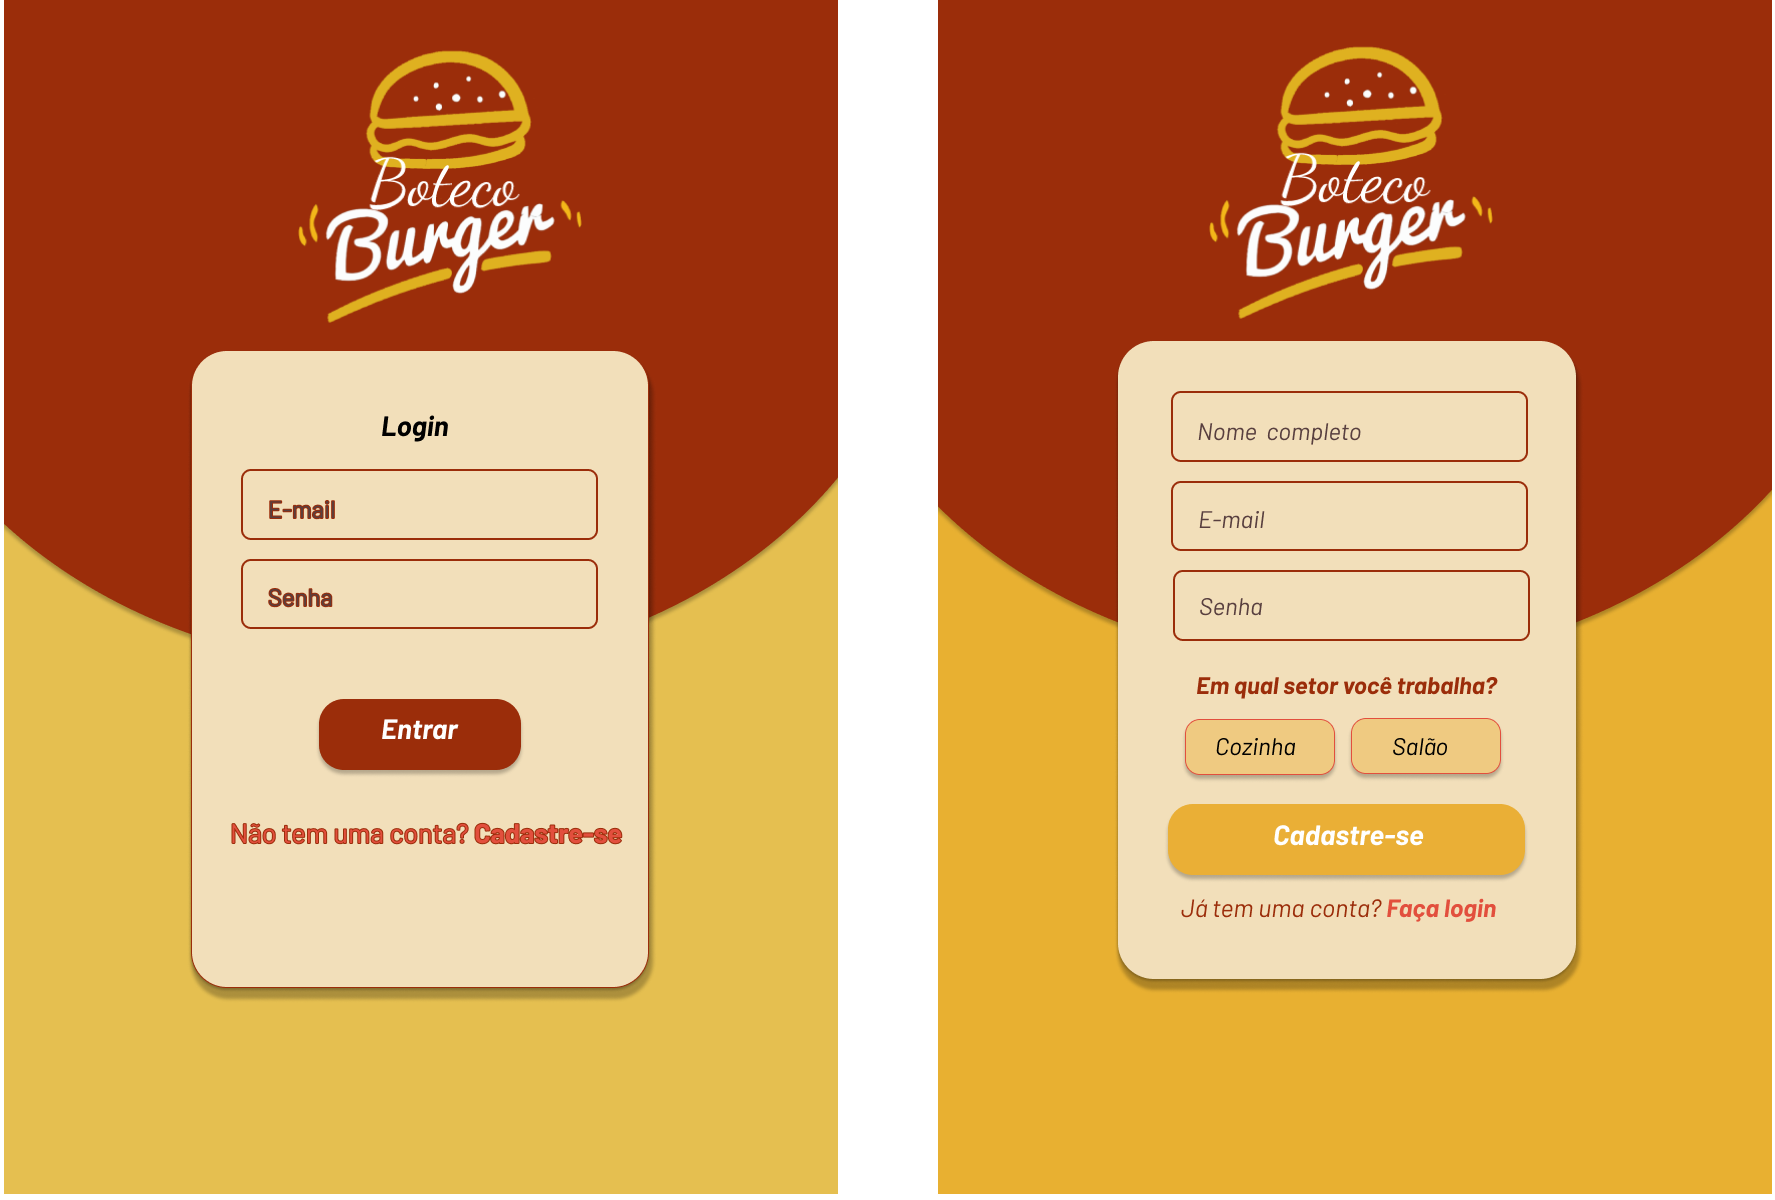 Boteco
Burger
Login
E-mail
Senha
Entrar
Não tem uma conta? Cadastre-se
Boteco
Burger
Nome completo
E-mail
Senha
Em qual setor você trabalha?
Cozinha
Salão
Cadastre-se
Já tem uma conta? Faça login